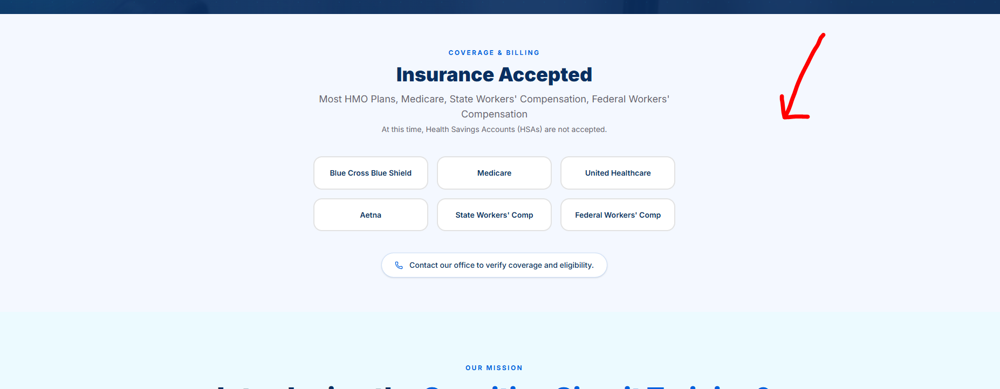 COVERAGE & BILLING
Insurance Accepted
Most HMO Plans, Medicare, State Workers' Compensation, Federal Workers'
Compensation
At this time, Health Savings Accounts (HSAs) are not accepted.
Blue Cross Blue Shield
Medicare
United Healthcare
Aetna
State Workers' Comp
Federal Workers' Comp
Contact our office to verify coverage and eligibility.
OUR MISSION